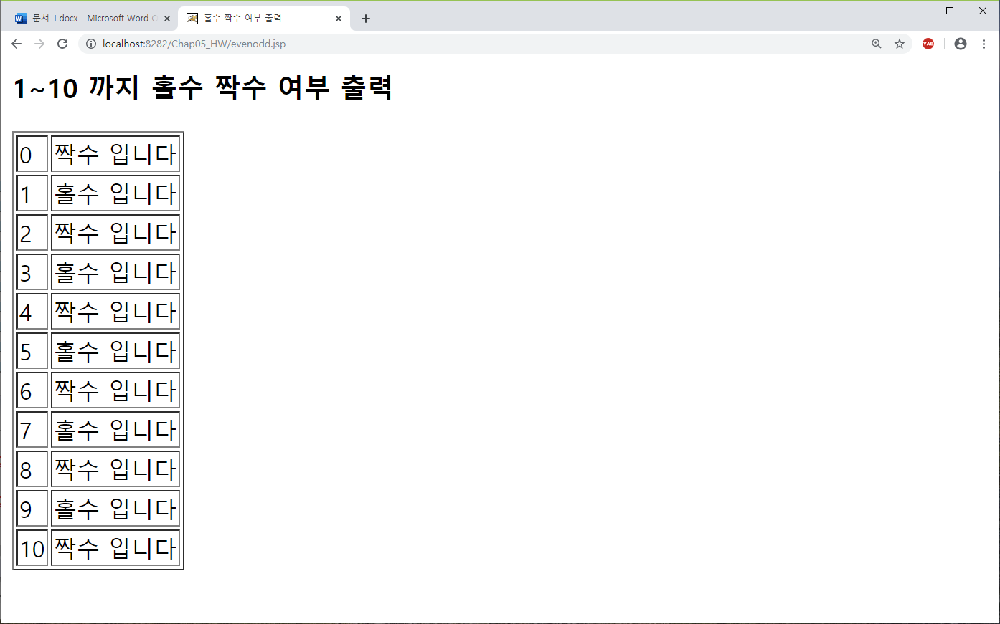 문서 1.docx - Microsoft Word
홀수 짝수 여부 출력
localhost:8282/Chap05_HW/evenodd.jsp
YAB
1~10 까지 홀수 짝수 여부 출력
0 짝수 입니다
1 홀수 입니다
2 짝수 입니다
3 홀수 입니다
4 짝수 입니다
5 홀수 입니다
6 짝수 입니다
7 홀수 입니다
8 짝수 입니다
9 홀수 입니다
10 짝수 입니다